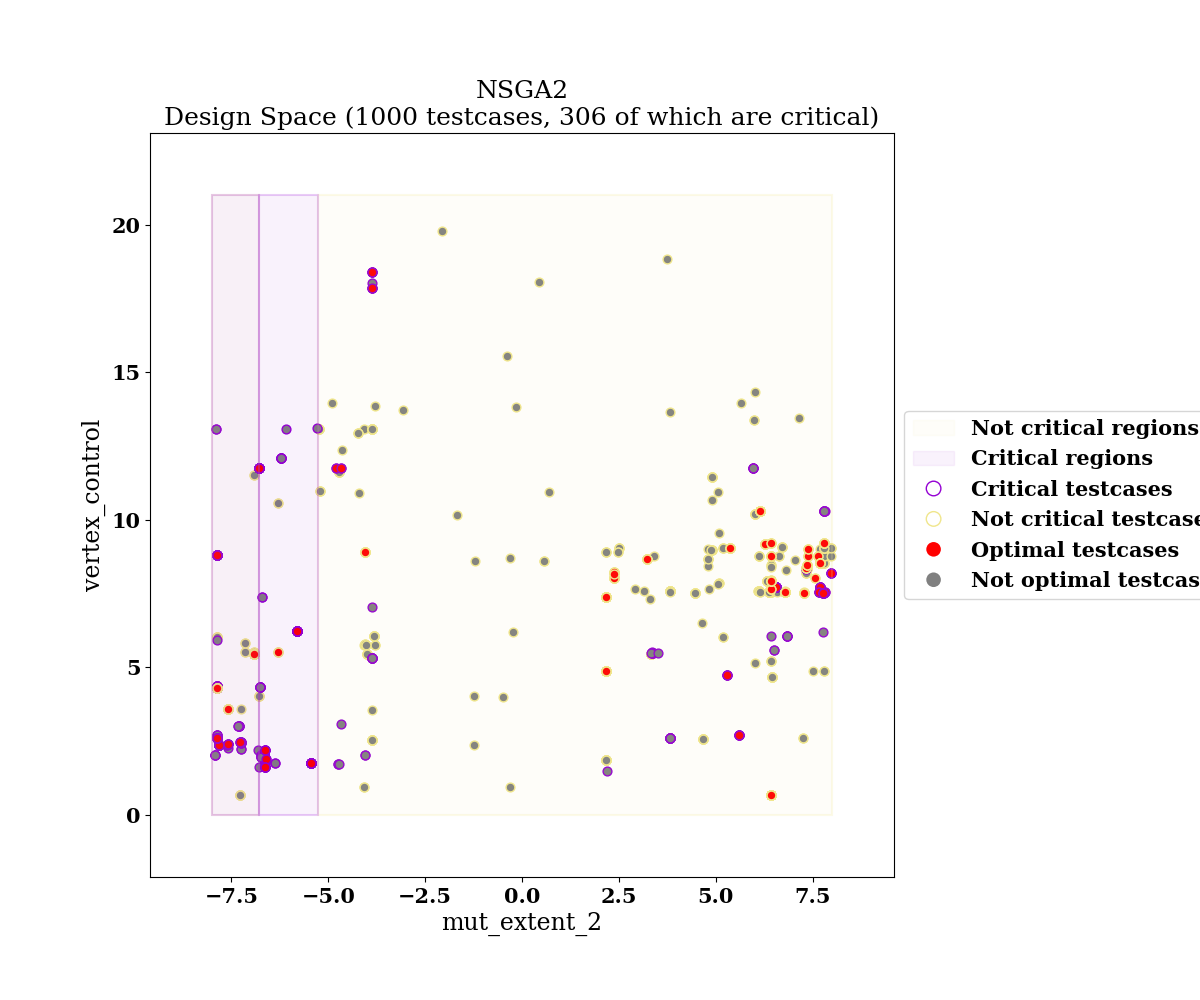 NSGA2
Design Space (1000 testcases, 306 of which are critical)
vertex_control
20
15
10
5
0
−7.5 −5.0 −2.5 0.0 2.5 5.0 7.5
mut_extent_2
Not critical regions
Critical regions
Critical testcases
Not critical testcase
Optimal testcases
Not optimal testcas